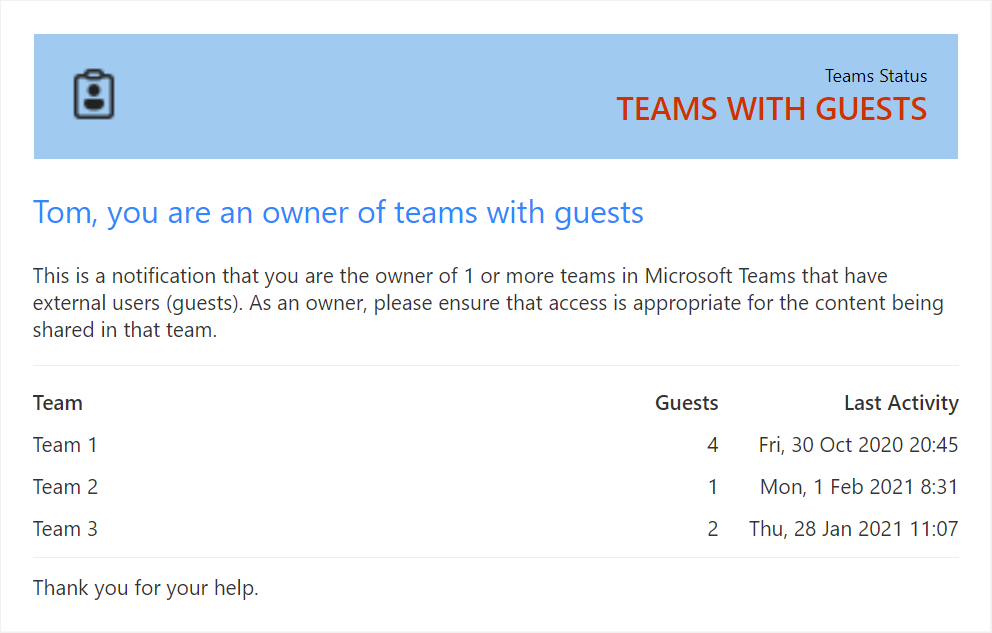 Teams Status
TEAMS WITH GUESTS
Tom, you are an owner of teams with guests
This is a notification that you are the owner of 1 or more teams in Microsoft Teams that have
external users (guests). As an owner, please ensure that access is appropriate for the content being
shared in that team.
Team Guests Last Activity
Team 1 4 Fri, 30 Oct 2020 20:45
Team 2 1 Mon, 1 Feb 2021 8:31
Team 3 2 Thu, 28 Jan 2021 11:07
Thank you for your help.